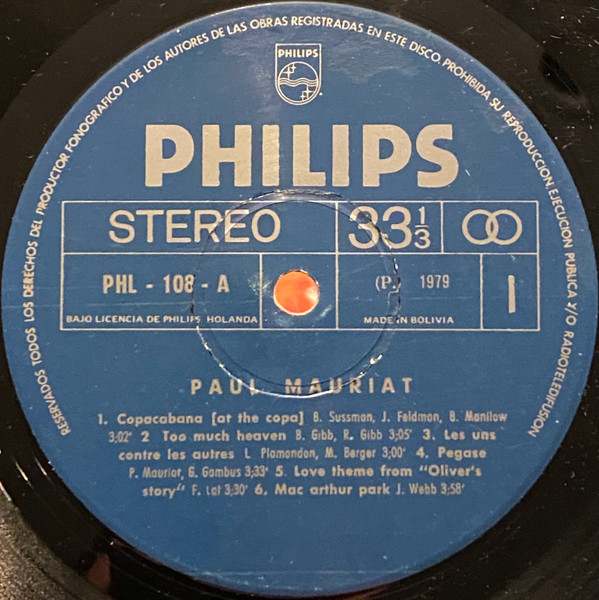 RESERVADOS TODOS LOS DERECHOS DEL PRODUCTOR FONOGRAFICO Y DE LOS AUTORES DE LAS OBRAS REGISTRADAS EN ESTE DISCO. PROHIBIDA SU REPRODUCCION, EJECUCION PUBLICA Y/O RADIOTELEDIFUSION
PHILIPS
PHILIPS
STEREO 33⅓
PHL - 108 - A (P) 1979 1
BAJO LICENCIA DE PHILIPS HOLANDA MADE IN BOLIVIA
PAUL MAURIAT
1. Copacabana [at the copa] B. Sussman, J. Feldmon, B. Manilow
3:02' 2 Too much heaven B. Gibb, R. Gibb 3:05' 3. Les uns
contre les autres L Plamondon, M. Berger 3:00' 4. Pegase
P. Mauriat, G. Gambus 3:33' 5. Love theme from "Oliver's
story" F. Lai 3:30' 6, Mac arthur park J. Webb 3:58'